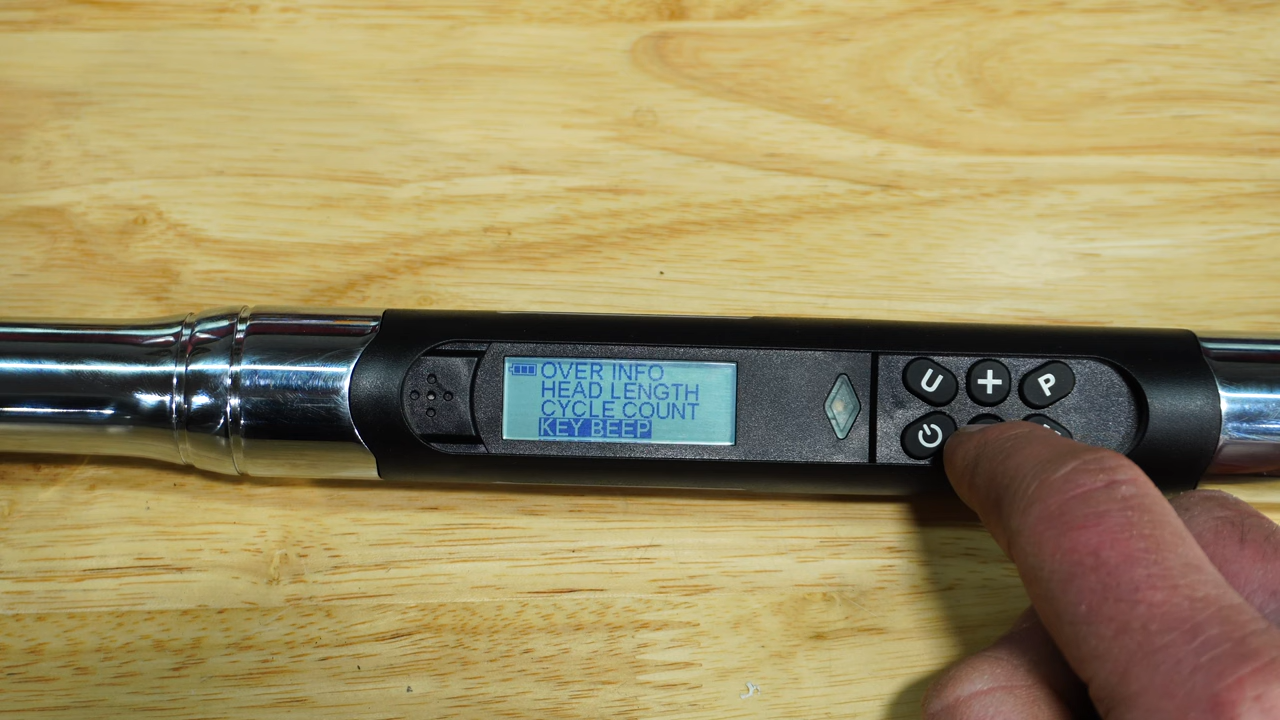 OVER INFO
HEAD LENGTH
CYCLE COUNT
KEY BEEP
U + P